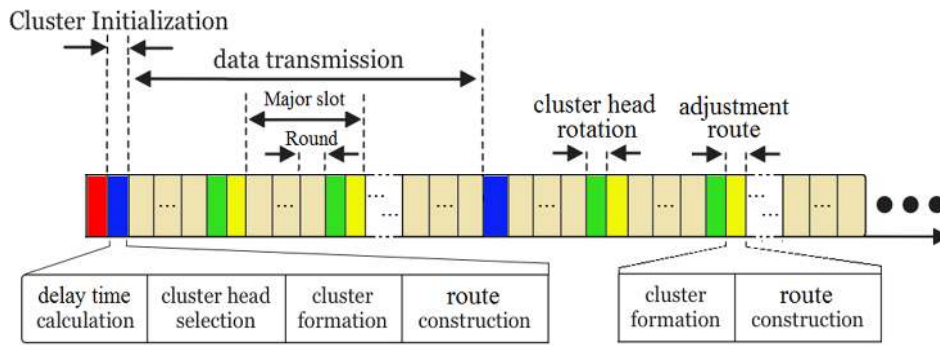 Cluster Initialization
data transmission
Major slot
Round
cluster head
rotation
adjustment
route
...
...
...
...
...
...
...
...
...
...
delay time
calculation
cluster head
selection
cluster
formation
route
construction
cluster
formation
route
construction